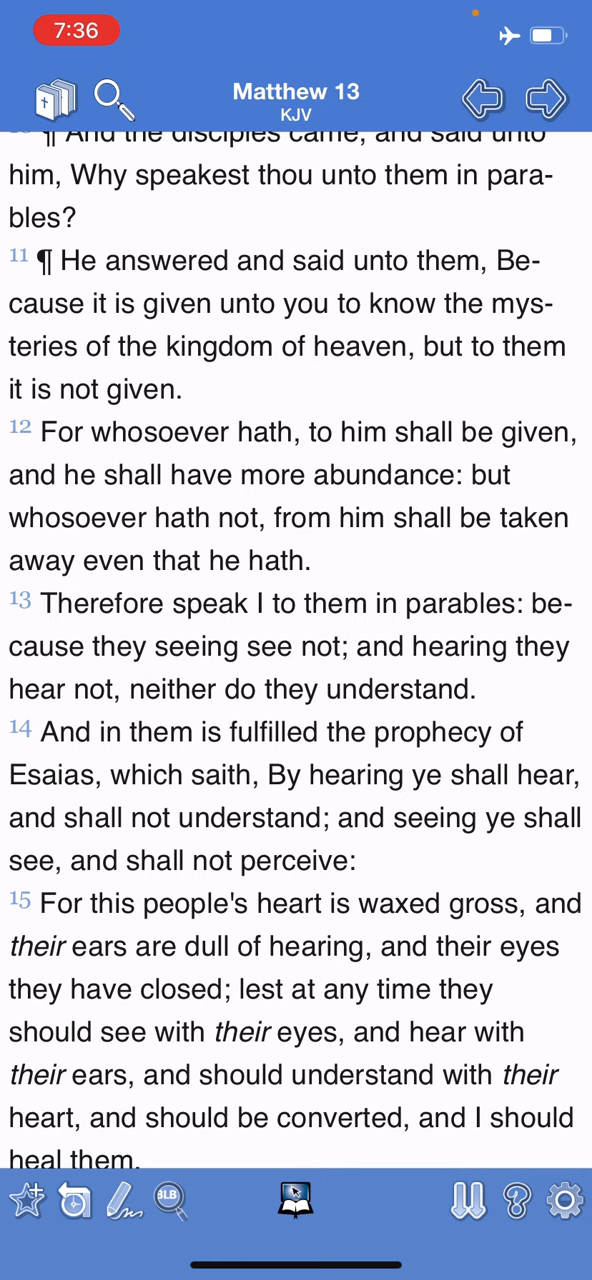 7:36
Matthew 13
KJV
¶ And the disciples came, and said unto
him, Why speakest thou unto them in para-
bles?
11 ¶ He answered and said unto them, Be-
cause it is given unto you to know the mys-
teries of the kingdom of heaven, but to them
it is not given.
12 For whosoever hath, to him shall be given,
and he shall have more abundance: but
whosoever hath not, from him shall be taken
away even that he hath.
13 Therefore speak I to them in parables: be-
cause they seeing see not; and hearing they
hear not, neither do they understand.
14 And in them is fulfilled the prophecy of
Esaias, which saith, By hearing ye shall hear,
and shall not understand; and seeing ye shall
see, and shall not perceive:
15 For this people's heart is waxed gross, and
their ears are dull of hearing, and their eyes
they have closed; lest at any time they
should see with their eyes, and hear with
their ears, and should understand with their
heart, and should be converted, and I should
heal them.
BLB